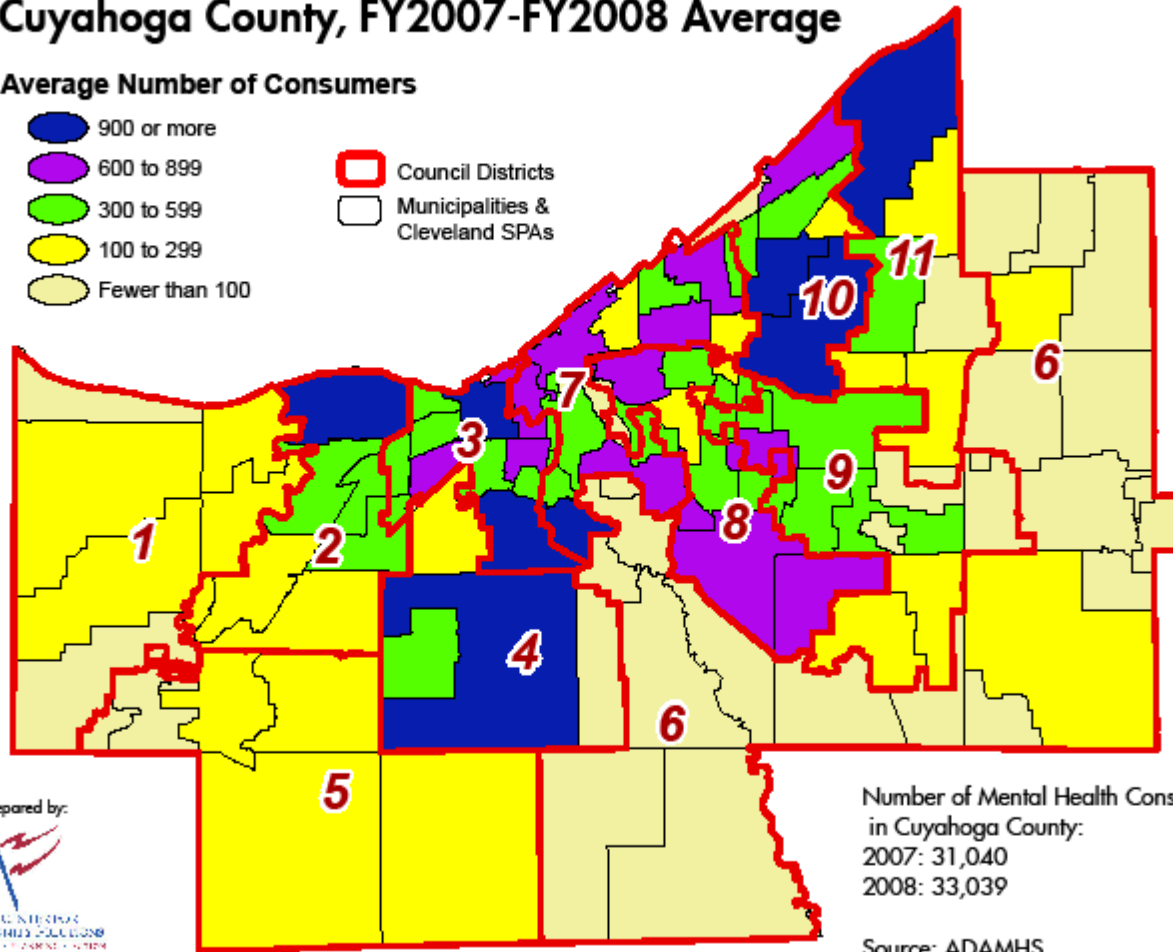 Cuyahoga County, FY2007-FY2008 Average
Average Number of Consumers
900 or more
600 to 899
300 to 599
100 to 299
Fewer than 100
Council Districts
Municipalities &
Cleveland SPAs
10
11
6
7
3
9
1
2
8
4
6
5
epared by:
Number of Mental Health Cons
in Cuyahoga County:
2007: 31,040
2008: 33,039
Source: ADAMHS